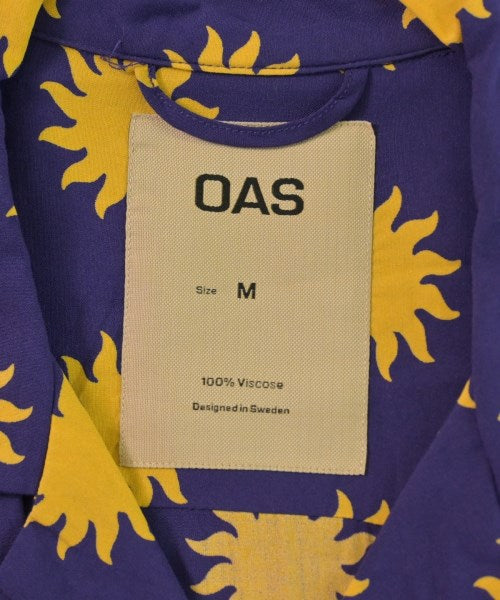 OAS
Size M
100% Viscose
Designed in Sweden